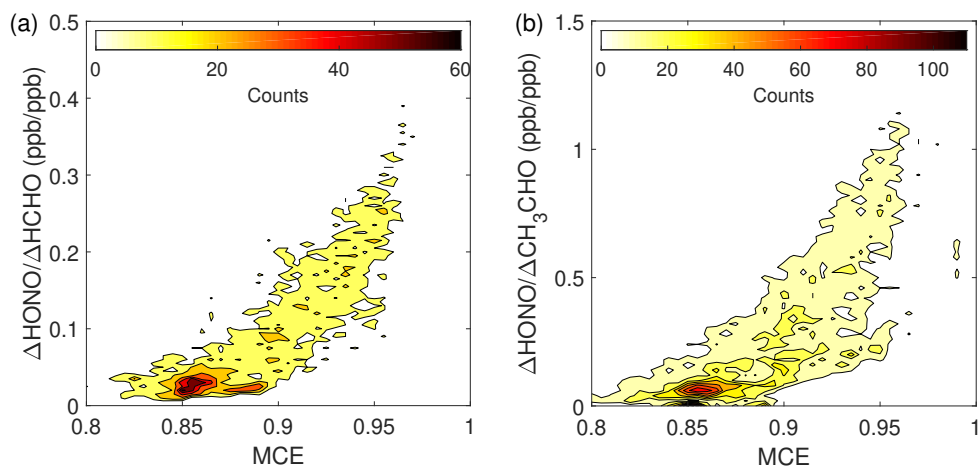 (a)
0.5
0.4
0.3
0.2
0.1
0
ΔHONO/ΔHCHO (ppb/ppb)
0 20 40 60
Counts
0.8 0.85 0.9 0.95 1
MCE
(b)
1.5
1
0.5
0
ΔHONO/ΔCH₃CHO (ppb/ppb)
0 20 40 60 80 100
Counts
0.8 0.85 0.9 0.95 1
MCE